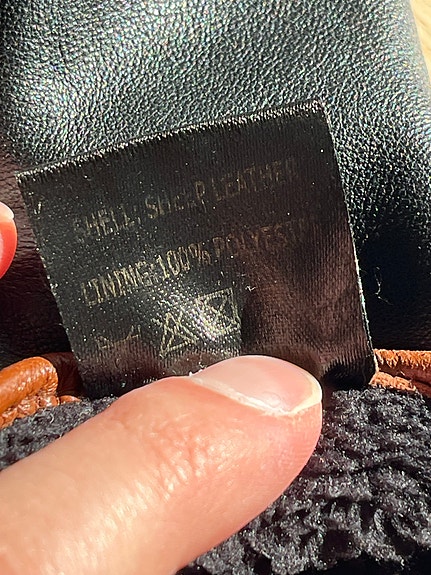 SHELL: SHEEP LEATHER
LINING: 100% POLYESTER